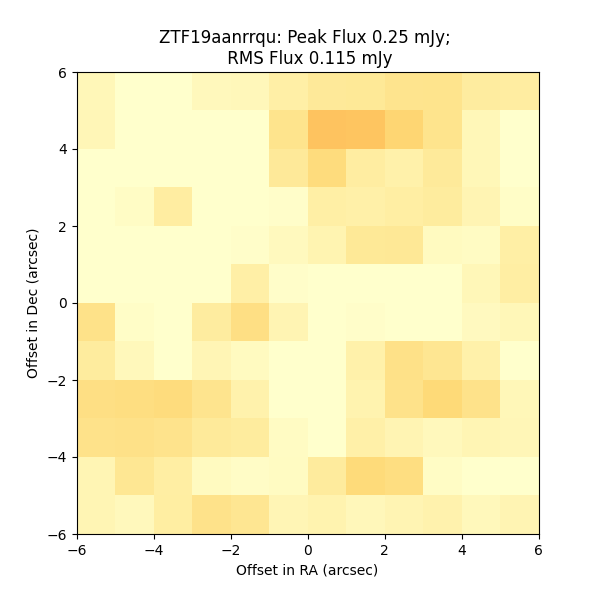 ZTF19aanrrqu: Peak Flux 0.25 mJy;
RMS Flux 0.115 mJy
6
4
2
0
−2
−4
−6
Offset in Dec (arcsec)
−6 −4 −2 0 2 4 6
Offset in RA (arcsec)